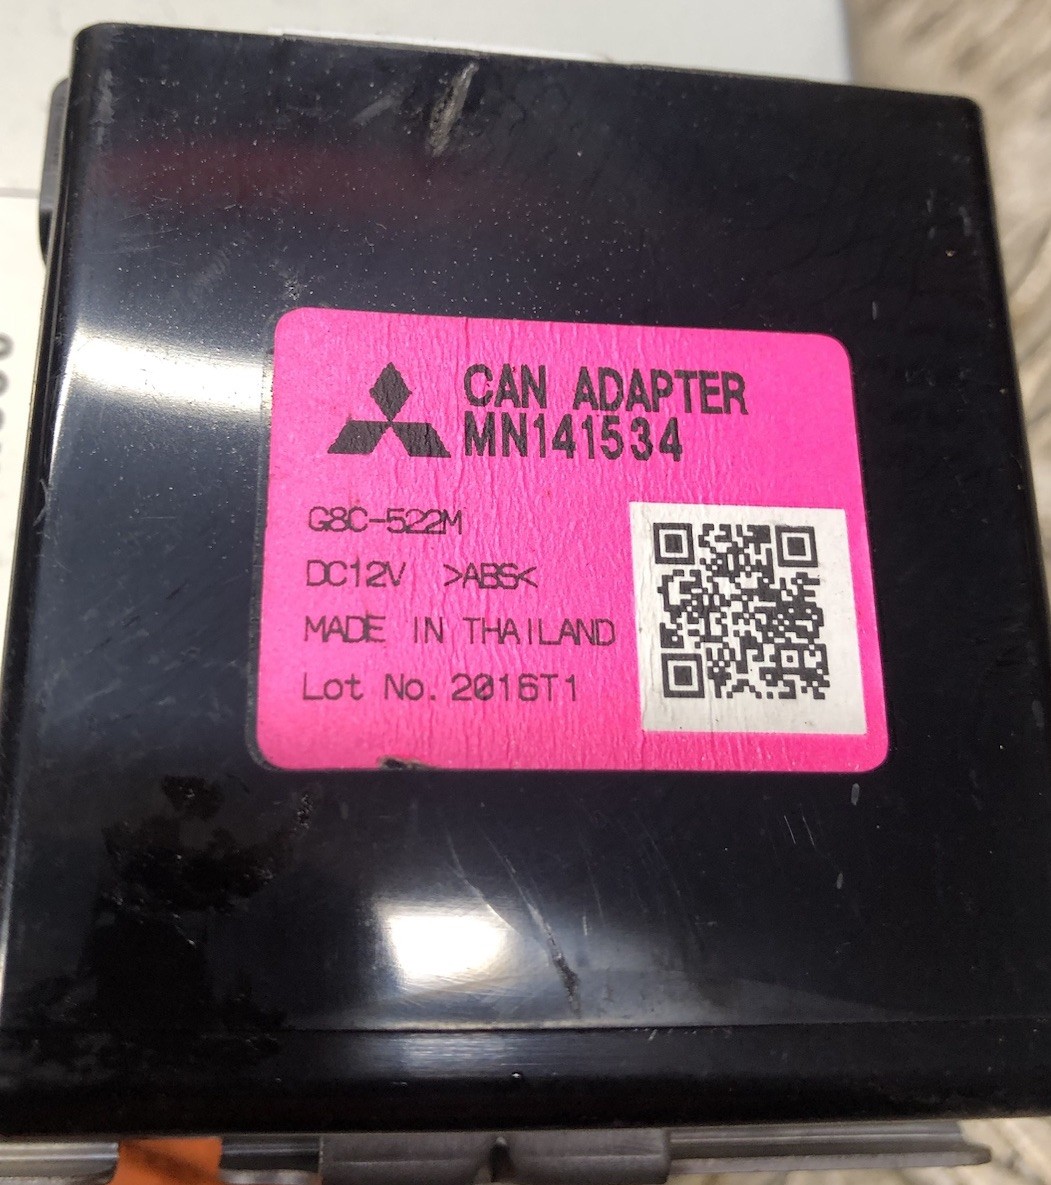 CAN ADAPTER
MN141534
G8C-522M
DC12V >ABS<
MADE IN THAILAND
Lot No. 2016T1